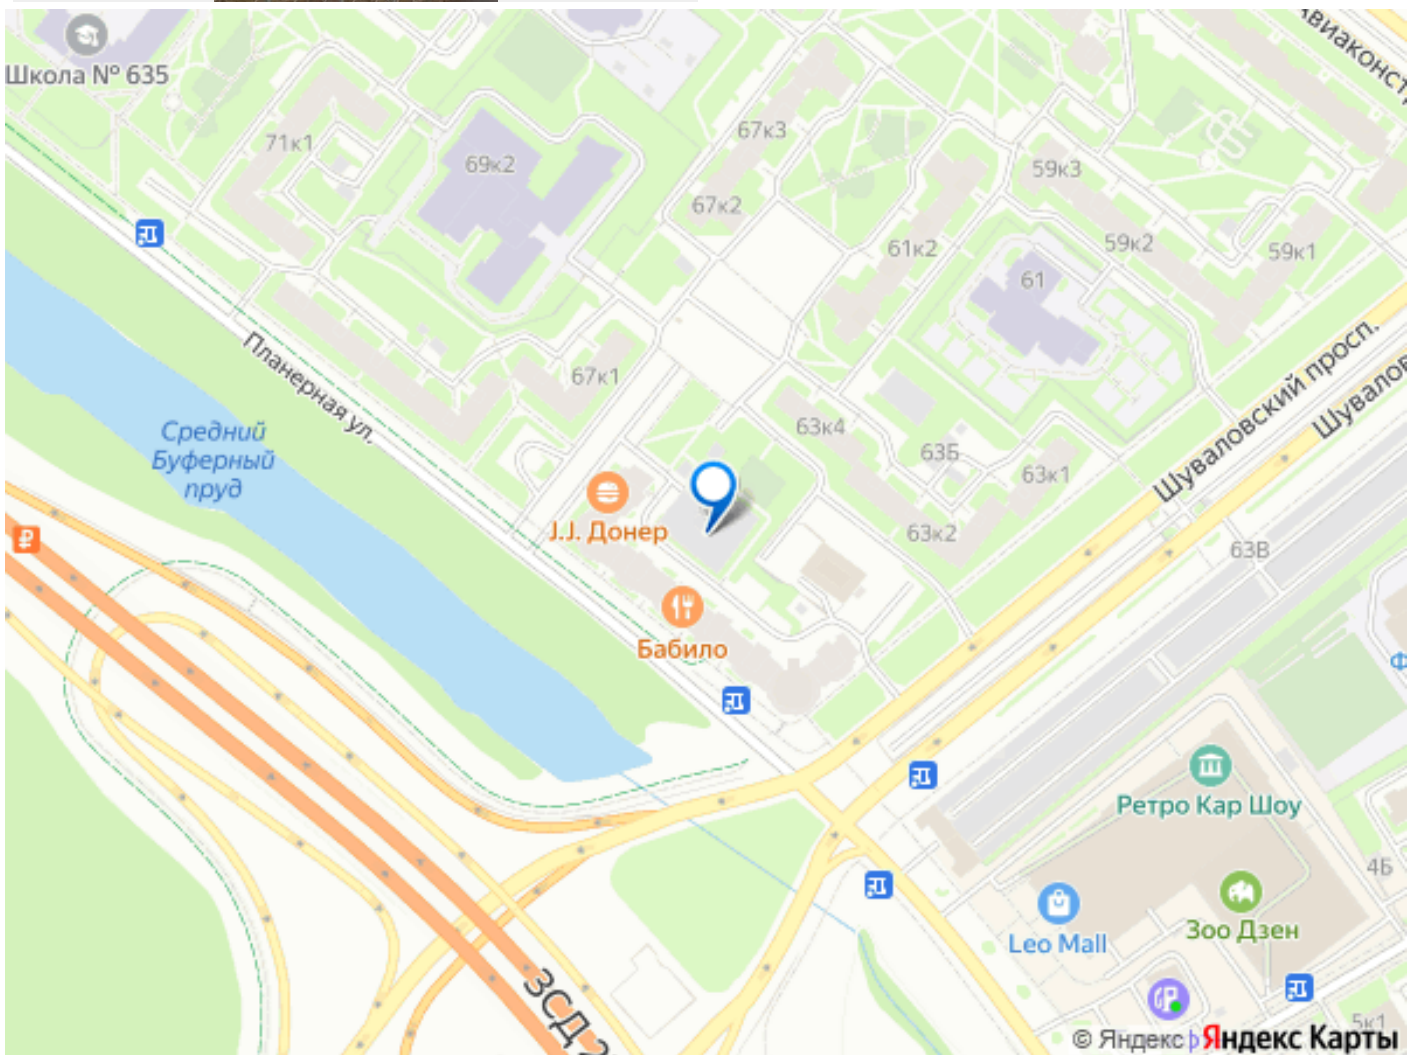 Школа № 635
Авиаконст
71к1
69к2
67к3
67к2
59к3
59к2
59к1
61к2
61
Планерная ул.
67к1
Средний
Буферный
пруд
63к4
63Б
63к1
63к2
Шуваловский просп.
Шувалов
63В
J.J. Донер
Бабило
Ф
Ретро Кар Шоу
4Б
Leo Mall
Зоо Дзен
ЗСД
5к1
© Яндекс
Яндекс Карты